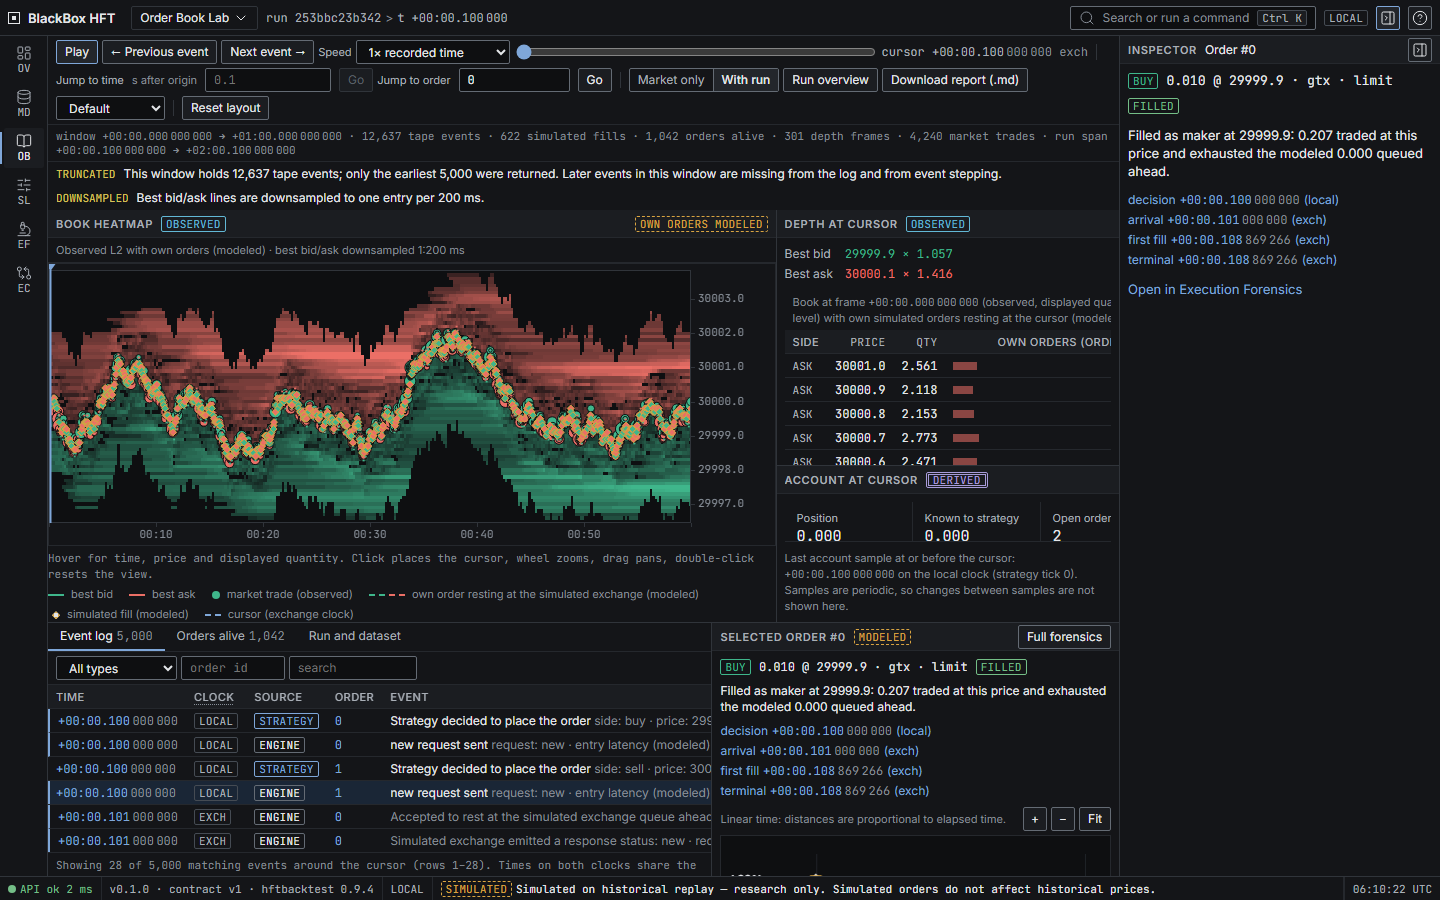 BlackBox HFT
Order Book Lab
run 253bbc23b342 > t +00:00.100 000
Search or run a command Ctrl K
LOCAL
OV
MD
OB
SL
EF
EC
Play
← Previous event
Next event →
Speed
1× recorded time
cursor +00:00.100 000 000 exch
Jump to time s after origin 0.1 Go
Jump to order 0 Go
Market only
With run
Run overview
Download report (.md)
Default
Reset layout
window +00:00.000 000 000 → +01:00.000 000 000 · 12,637 tape events · 622 simulated fills · 1,042 orders alive · 301 depth frames · 4,240 market trades · run span
+00:00.100 000 000 → +02:00.100 000 000
TRUNCATED This window holds 12,637 tape events; only the earliest 5,000 were returned. Later events in this window are missing from the log and from event stepping.
DOWNSAMPLED Best bid/ask lines are downsampled to one entry per 200 ms.
BOOK HEATMAP OBSERVED
OWN ORDERS MODELED
Observed L2 with own orders (modeled) · best bid/ask downsampled 1:200 ms
30003.0
30002.0
30001.0
30000.0
29999.0
29998.0
29997.0
00:10
00:20
00:30
00:40
00:50
Hover for time, price and displayed quantity. Click places the cursor, wheel zooms, drag pans, double-click
resets the view.
best bid
best ask
market trade (observed)
own order resting at the simulated exchange (modeled)
simulated fill (modeled)
cursor (exchange clock)
DEPTH AT CURSOR OBSERVED
Best bid 29999.9 × 1.057
Best ask 30000.1 × 1.416
Book at frame +00:00.000 000 000 (observed, displayed qua
level) with own simulated orders resting at the cursor (modele
SIDE PRICE QTY OWN ORDERS (ORDI
ASK 30001.0 2.561
ASK 30000.9 2.118
ASK 30000.8 2.153
ASK 30000.7 2.773
ASK 30000.6 2.471
ACCOUNT AT CURSOR DERIVED
Position
0.000
Known to strategy
0.000
Open order
2
Last account sample at or before the cursor:
+00:00.100 000 000 on the local clock (strategy tick 0).
Samples are periodic, so changes between samples are not
shown here.
Event log 5,000
Orders alive 1,042
Run and dataset
All types
order id
search
TIME CLOCK SOURCE ORDER EVENT
+00:00.100 000 000 LOCAL STRATEGY 0 Strategy decided to place the order side: buy · price: 299
+00:00.100 000 000 LOCAL ENGINE 0 new request sent request: new · entry latency (modeled)
+00:00.100 000 000 LOCAL STRATEGY 1 Strategy decided to place the order side: sell · price: 300
+00:00.100 000 000 LOCAL ENGINE 1 new request sent request: new · entry latency (modeled)
+00:00.101 000 000 EXCH ENGINE 0 Accepted to rest at the simulated exchange queue ahead
+00:00.101 000 000 EXCH ENGINE 0 Simulated exchange emitted a response status: new · rec
Showing 28 of 5,000 matching events around the cursor (rows 1–28). Times on both clocks share the
SELECTED ORDER #0 MODELED
Full forensics
BUY 0.010 @ 29999.9 · gtx · limit FILLED
Filled as maker at 29999.9: 0.207 traded at this price and exhausted
the modeled 0.000 queued ahead.
decision +00:00.100 000 000 (local)
arrival +00:00.101 000 000 (exch)
first fill +00:00.108 869 266 (exch)
terminal +00:00.108 869 266 (exch)
Linear time: distances are proportional to elapsed time.
+
−
Fit
INSPECTOR Order #0
BUY 0.010 @ 29999.9 · gtx · limit
FILLED
Filled as maker at 29999.9: 0.207 traded at this
price and exhausted the modeled 0.000 queued
ahead.
decision +00:00.100 000 000 (local)
arrival +00:00.101 000 000 (exch)
first fill +00:00.108 869 266 (exch)
terminal +00:00.108 869 266 (exch)
Open in Execution Forensics
API ok 2 ms
v0.1.0 · contract v1 · hftbacktest 0.9.4
LOCAL
SIMULATED Simulated on historical replay — research only. Simulated orders do not affect historical prices.
06:10:22 UTC